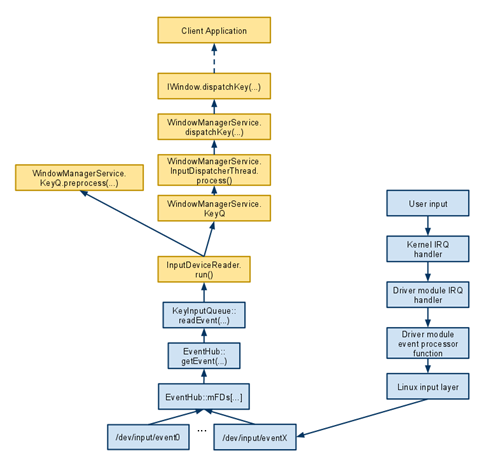 Client Application
IWindow.dispatchKey(...)
WindowManagerService.
dispatchKey(...)
WindowManagerService.
InputDispatcherThread.
process()
WindowManagerService.
KeyQ.preprocess(...)
WindowManagerService.
KeyQ
User input
Kernel IRQ
handler
InputDeviceReader.
run()
Driver module IRQ
handler
KeyInputQueue::
readEvent(...)
Driver module
event processor
function
EventHub::
getEvent(...)
Linux input layer
EventHub::mFDs[...]
/dev/input/event0
...
/dev/input/eventX